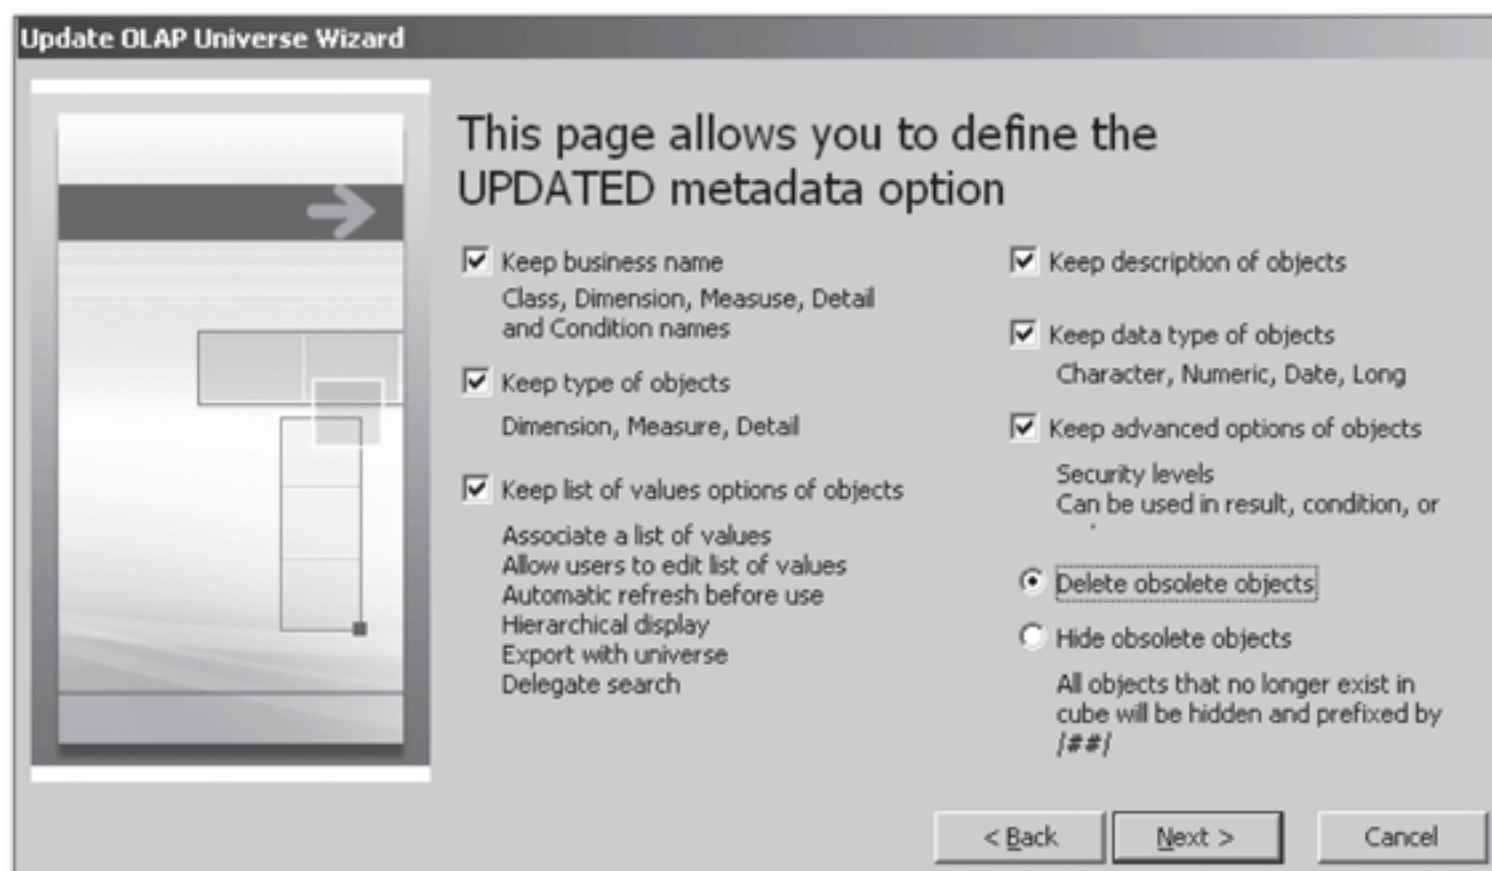 Update OLAP Universe Wizard
This page allows you to define the
UPDATED metadata option
Keep business name
Class, Dimension, Measuse, Detail
and Condition names
Keep type of objects
Dimension, Measure, Detail
Keep list of values options of objects
Associate a list of values
Allow users to edit list of values
Automatic refresh before use
Hierarchical display
Export with universe
Delegate search
Keep description of objects
Keep data type of objects
Character, Numeric, Date, Long
Keep advanced options of objects
Security levels
Can be used in result, condition, or
Delete obsolete objects
Hide obsolete objects
All objects that no longer exist in
cube will be hidden and prefixed by
/##/
< Back
Next >
Cancel